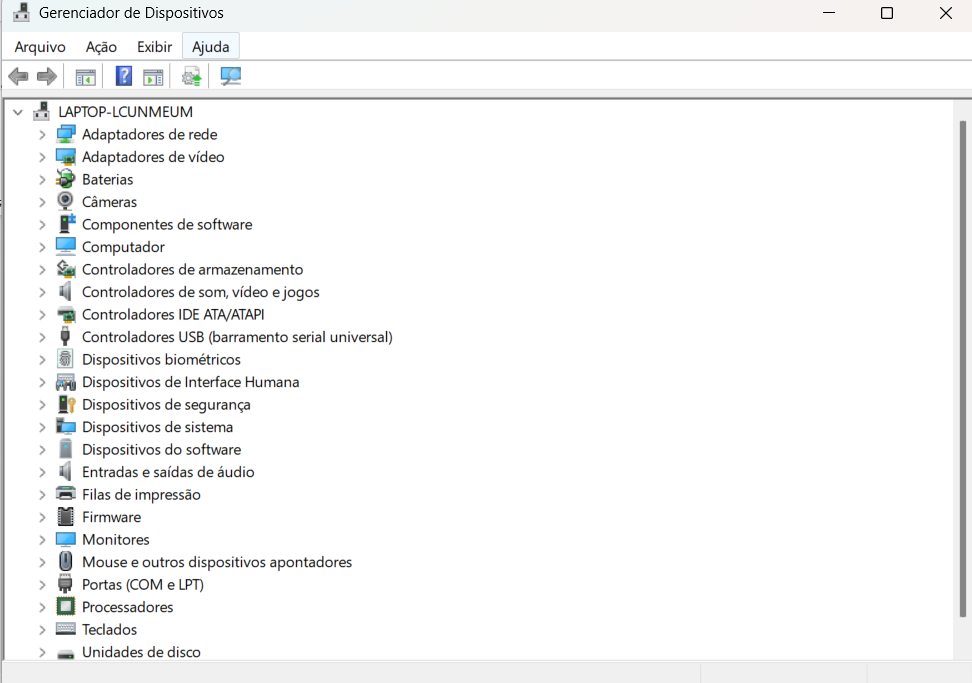 Gerenciador de Dispositivos
Arquivo Ação Exibir Ajuda
LAPTOP-LCUNMEUM
Adaptadores de rede
Adaptadores de vídeo
Baterias
Câmeras
Componentes de software
Computador
Controladores de armazenamento
Controladores de som, vídeo e jogos
Controladores IDE ATA/ATAPI
Controladores USB (barramento serial universal)
Dispositivos biométricos
Dispositivos de Interface Humana
Dispositivos de segurança
Dispositivos de sistema
Dispositivos do software
Entradas e saídas de áudio
Filas de impressão
Firmware
Monitores
Mouse e outros dispositivos apontadores
Portas (COM e LPT)
Processadores
Teclados
Unidades de disco